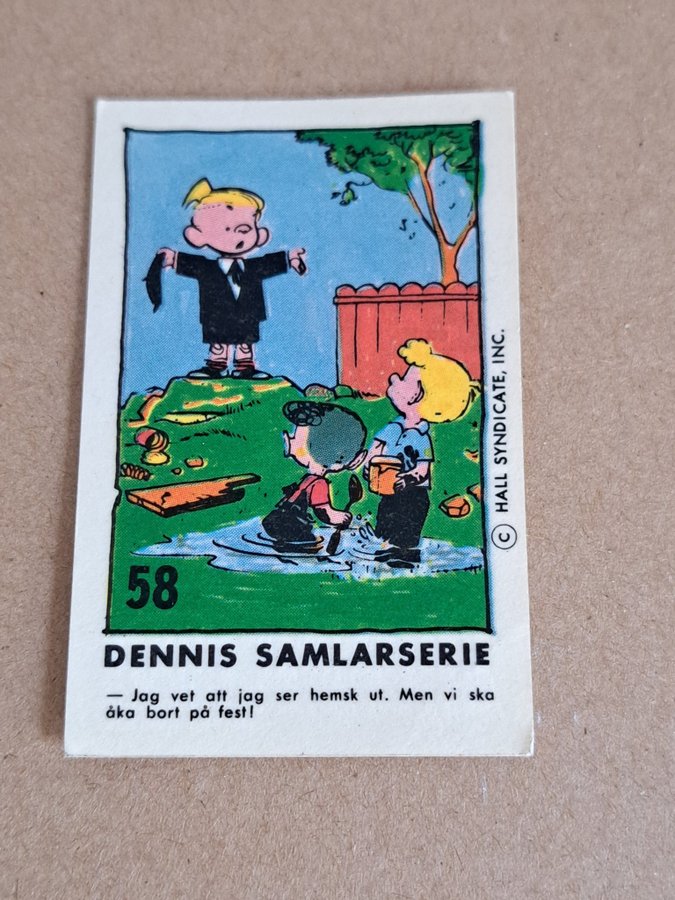 © HALL SYNDICATE, INC.
58
DENNIS SAMLARSERIE
— Jag vet att jag ser hemsk ut. Men vi ska
åka bort på fest!